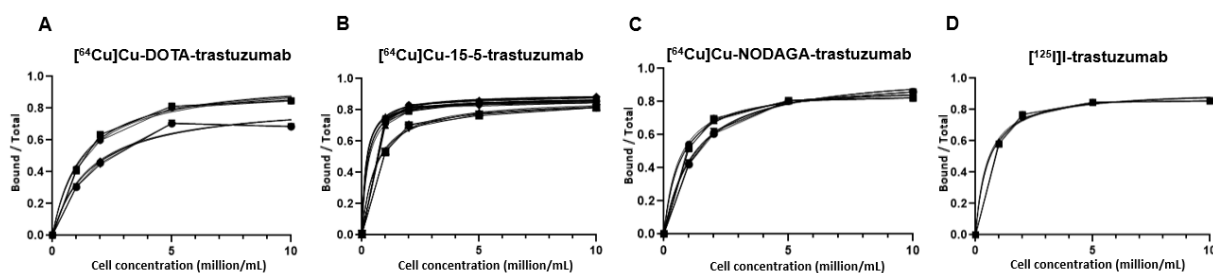 A
[⁶⁴Cu]Cu-DOTA-trastuzumab
Bound / Total
1.0
0.8
0.6
0.4
0.2
0.0
0 5 10
Cell concentration (million/mL)
B
[⁶⁴Cu]Cu-15-5-trastuzumab
Bound / Total
1.0
0.8
0.6
0.4
0.2
0.0
0 5 10
Cell concentration (million/mL)
C
[⁶⁴Cu]Cu-NODAGA-trastuzumab
Bound / Total
1.0
0.8
0.6
0.4
0.2
0.0
0 5 10
Cell concentration (million/mL)
D
[¹²⁵I]I-trastuzumab
Bound / Total
1.0
0.8
0.6
0.4
0.2
0.0
0 5 10
Cell concentration (million/mL)